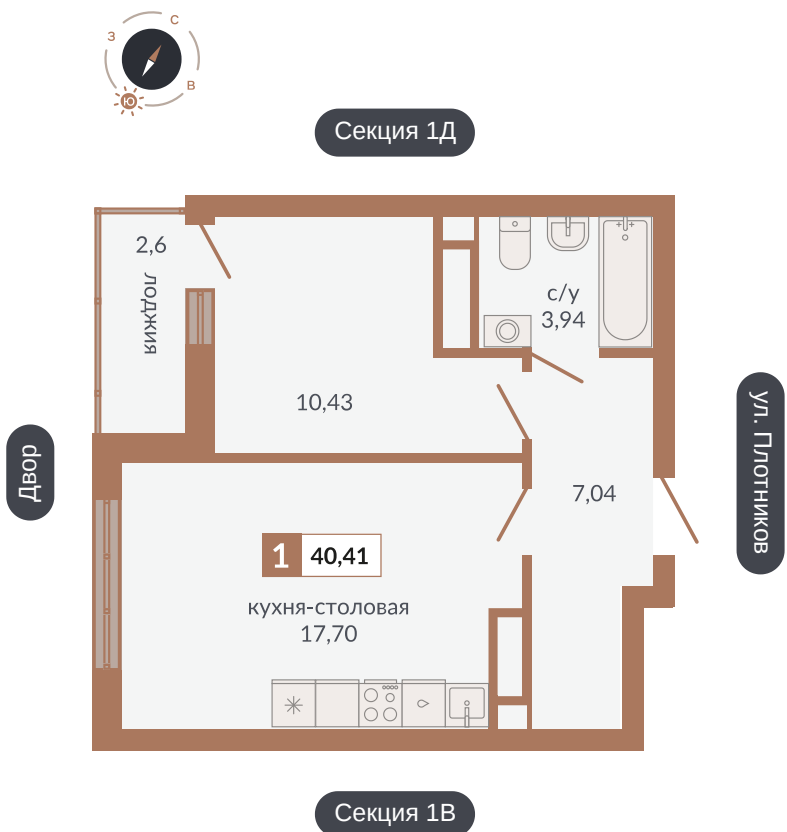 С
З
В
Ю
Секция 1Д
2,6
лоджия
с/у
3,94
10,43
ул. Плотников
Двор
7,04
1 40,41
кухня-столовая
17,70
Секция 1В